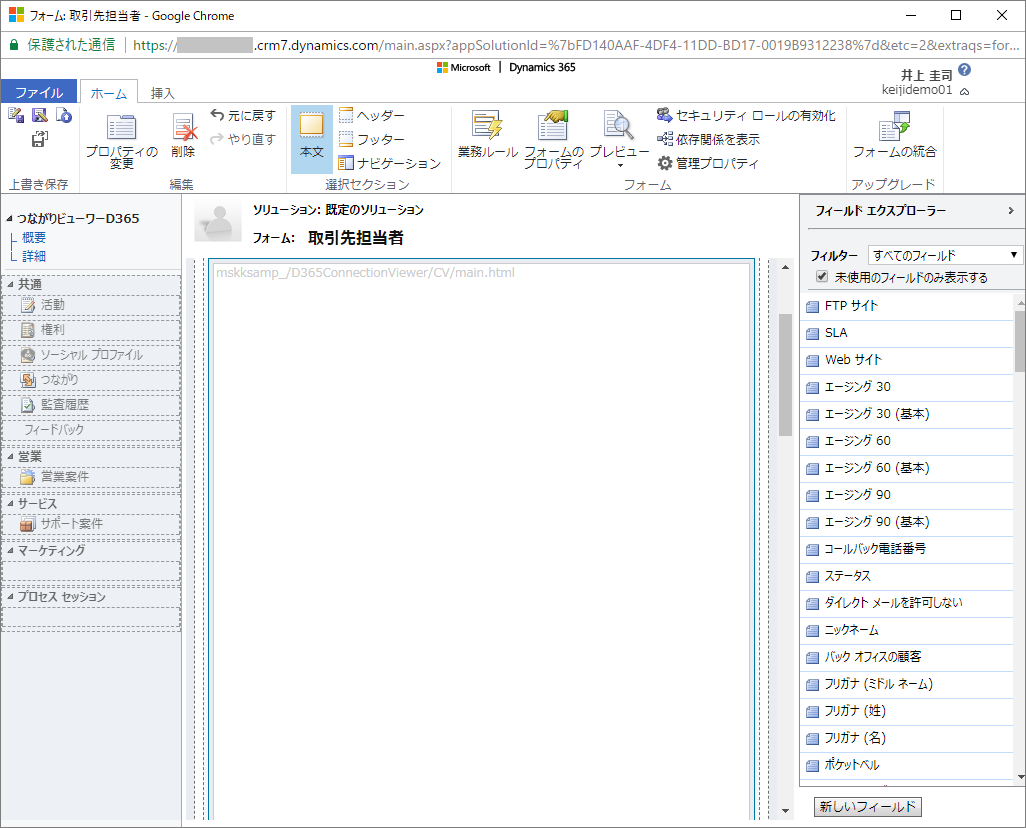 フォーム: 取引先担当者 - Google Chrome
保護された通信 https:// .crm7.dynamics.com/main.aspx?appSolutionId=%7bFD140AAF-4DF4-11DD-BD17-0019B9312238%7d&etc=2&extraqs=for...
Microsoft | Dynamics 365
井上 圭司
keijidemo01
ファイル ホーム 挿入
プロパティの変更
削除
元に戻す
やり直す
本文
ヘッダー
フッター
ナビゲーション
業務ルール
フォームのプロパティ
プレビュー
セキュリティ ロールの有効化
依存関係を表示
管理プロパティ
フォームの統合
上書き保存 編集 選択セクション フォーム アップグレード
つながりビューワーD365
概要
詳細
共通
活動
権利
ソーシャル プロファイル
つながり
監査履歴
フィードバック
営業
営業案件
サービス
サポート案件
マーケティング
プロセス セッション
ソリューション: 既定のソリューション
フォーム: 取引先担当者
mskksamp_/D365ConnectionViewer/CV/main.html
フィールド エクスプローラー
フィルター すべてのフィールド
未使用のフィールドのみ表示する
FTP サイト
SLA
Web サイト
エージング 30
エージング 30 (基本)
エージング 60
エージング 60 (基本)
エージング 90
エージング 90 (基本)
コールバック電話番号
ステータス
ダイレクト メールを許可しない
ニックネーム
バック オフィスの顧客
フリガナ (ミドル ネーム)
フリガナ (姓)
フリガナ (名)
ポケットベル
新しいフィールド